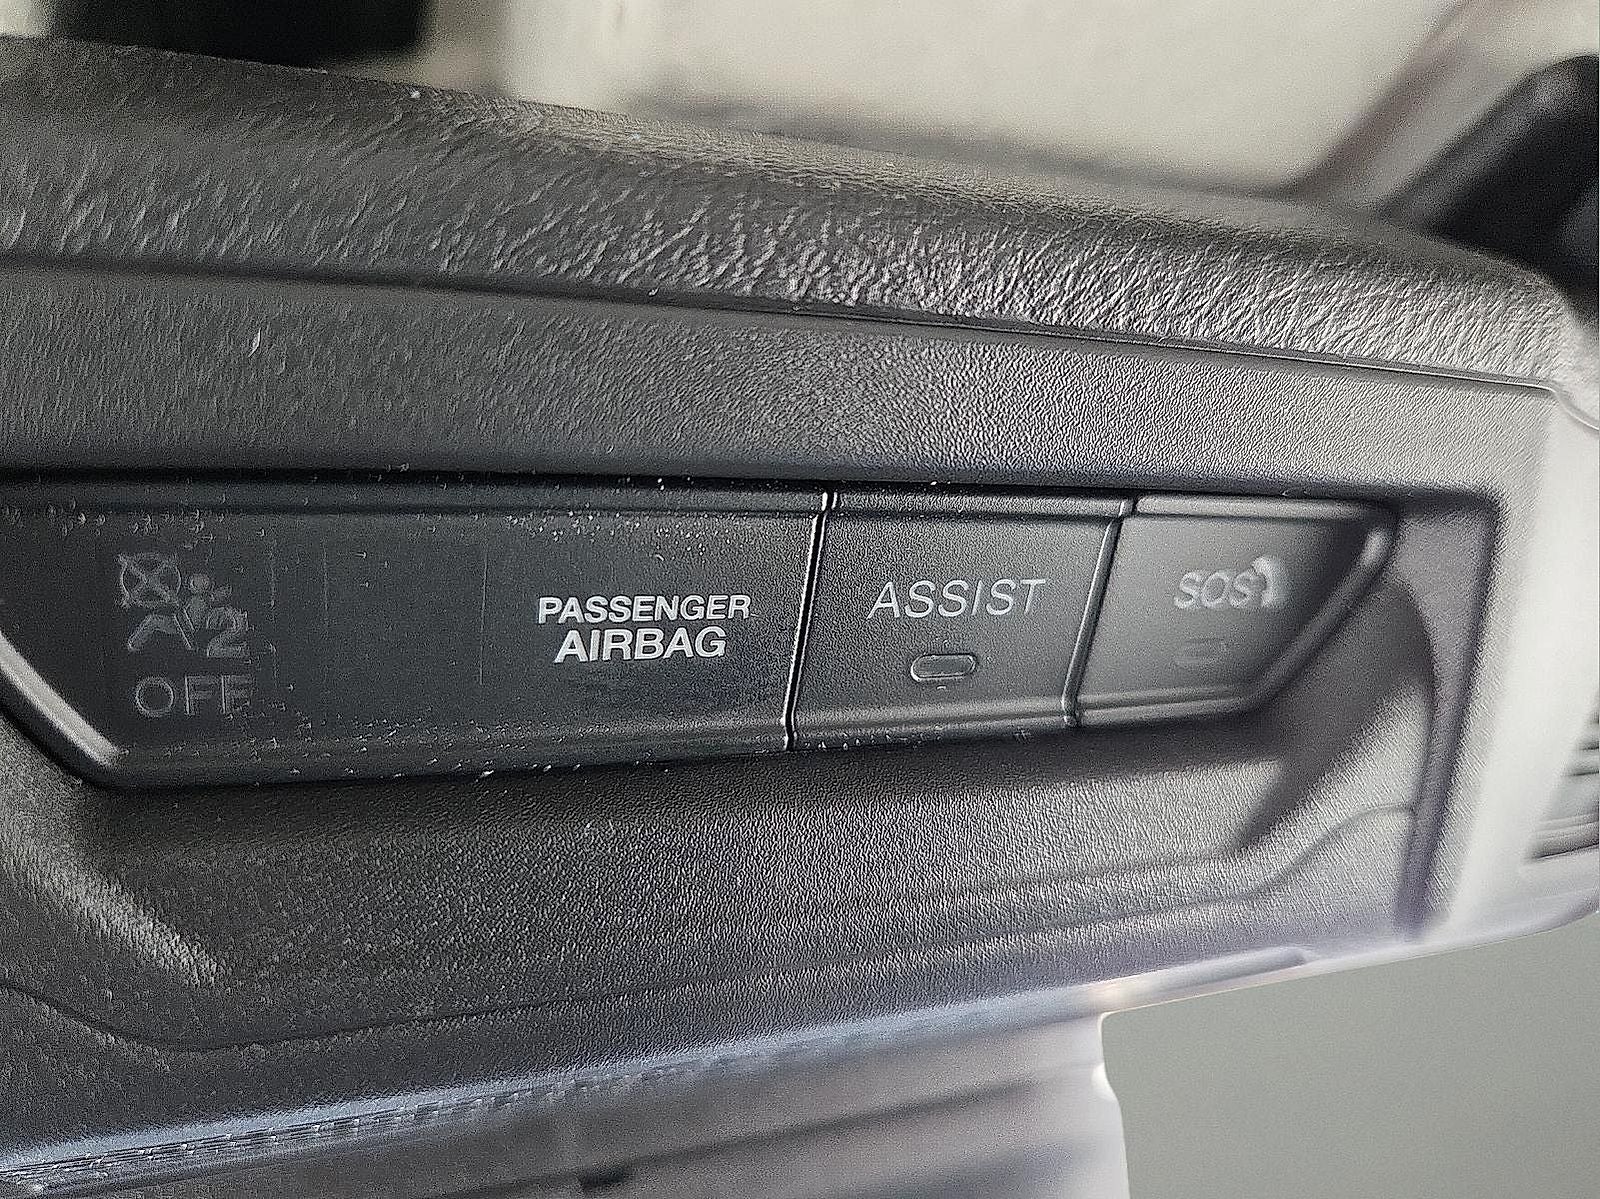 2
OFF
PASSENGER
AIRBAG
ASSIST
SOS